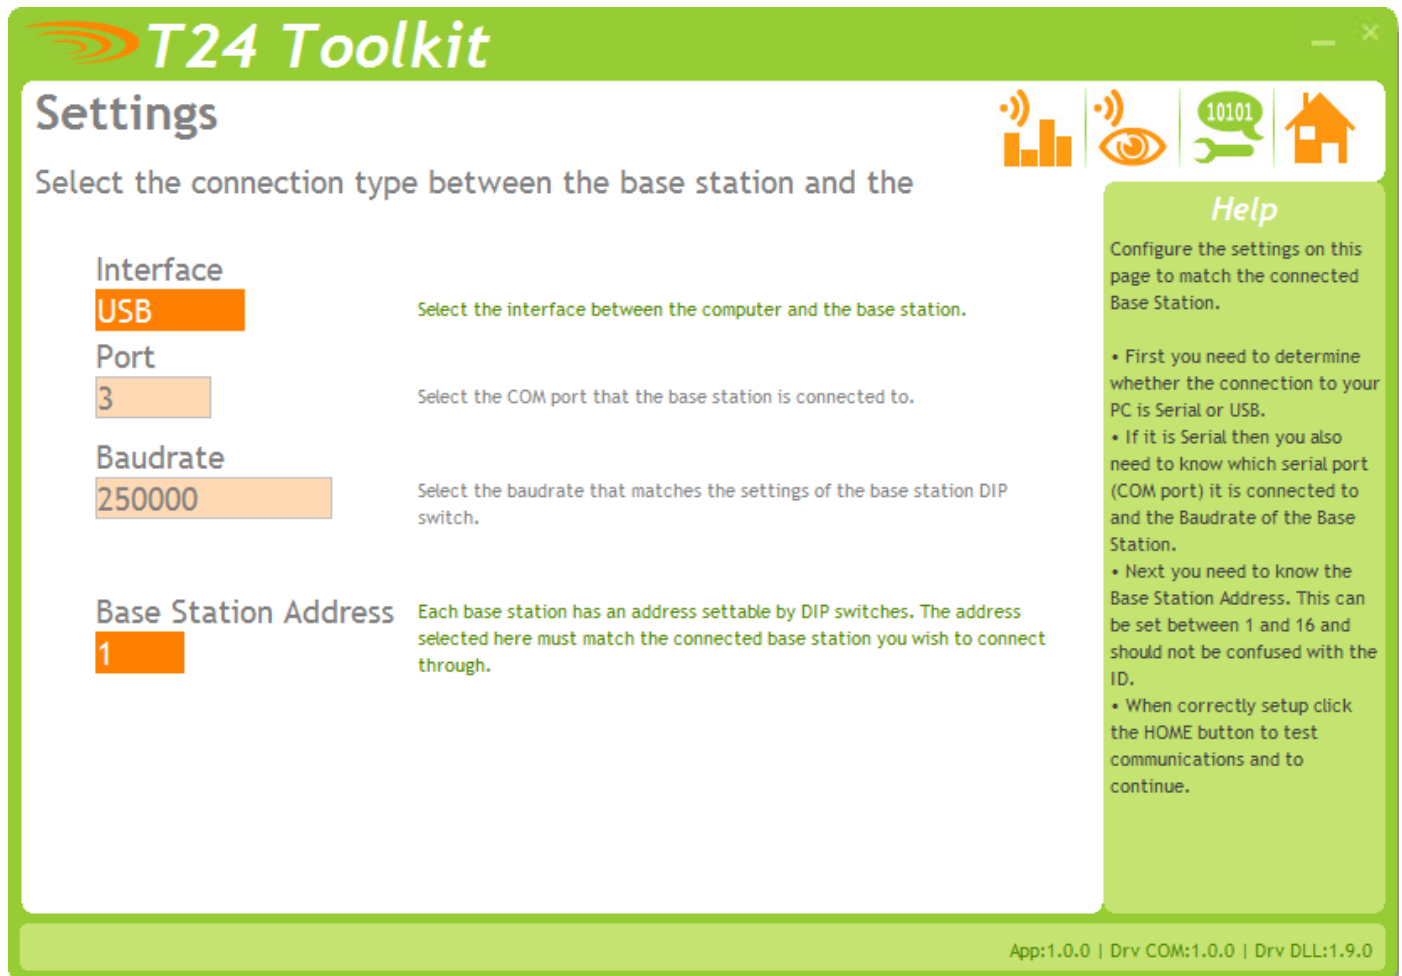 T24 Toolkit
Settings
10101
Select the connection type between the base station and the
Interface
USB
Select the interface between the computer and the base station.
Port
3
Select the COM port that the base station is connected to.
Baudrate
250000
Select the baudrate that matches the settings of the base station DIP
switch.
Base Station Address
1
Each base station has an address settable by DIP switches. The address
selected here must match the connected base station you wish to connect
through.
Help
Configure the settings on this
page to match the connected
Base Station.
• First you need to determine
whether the connection to your
PC is Serial or USB.
• If it is Serial then you also
need to know which serial port
(COM port) it is connected to
and the Baudrate of the Base
Station.
• Next you need to know the
Base Station Address. This can
be set between 1 and 16 and
should not be confused with the
ID.
• When correctly setup click
the HOME button to test
communications and to
continue.
App:1.0.0 | Drv COM:1.0.0 | Drv DLL:1.9.0